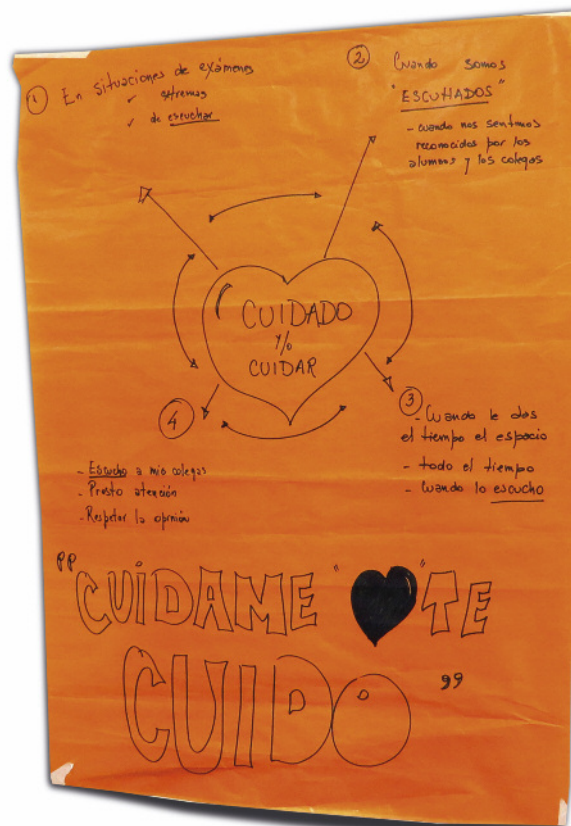 ① En situaciones de exámenes
✓ extremas
✓ de escuchar
② Cuando somos
"ESCUHADOS"
- cuando nos sentimos
reconocidos por los
alumnos y los colegas
CUIDADO
y/o
CUIDAR
③ - Cuando le das
el tiempo el espacio
- todo el tiempo
- Cuando lo escucho
④
- Escucho a mis colegas
- Presto atención
- Respetar la opinión
"CUIDAME "♥" TE
CUIDO"